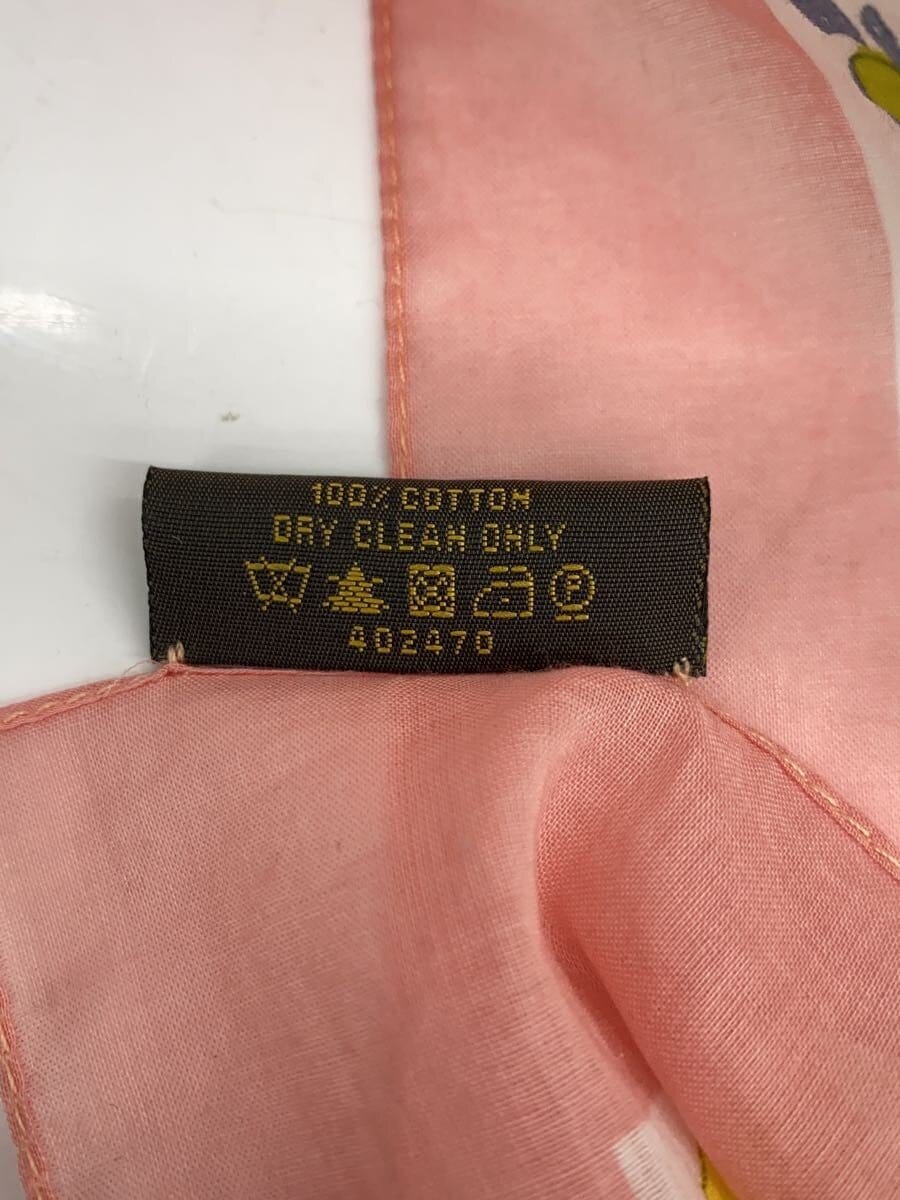 100% COTTON
DRY CLEAN ONLY
P
402470